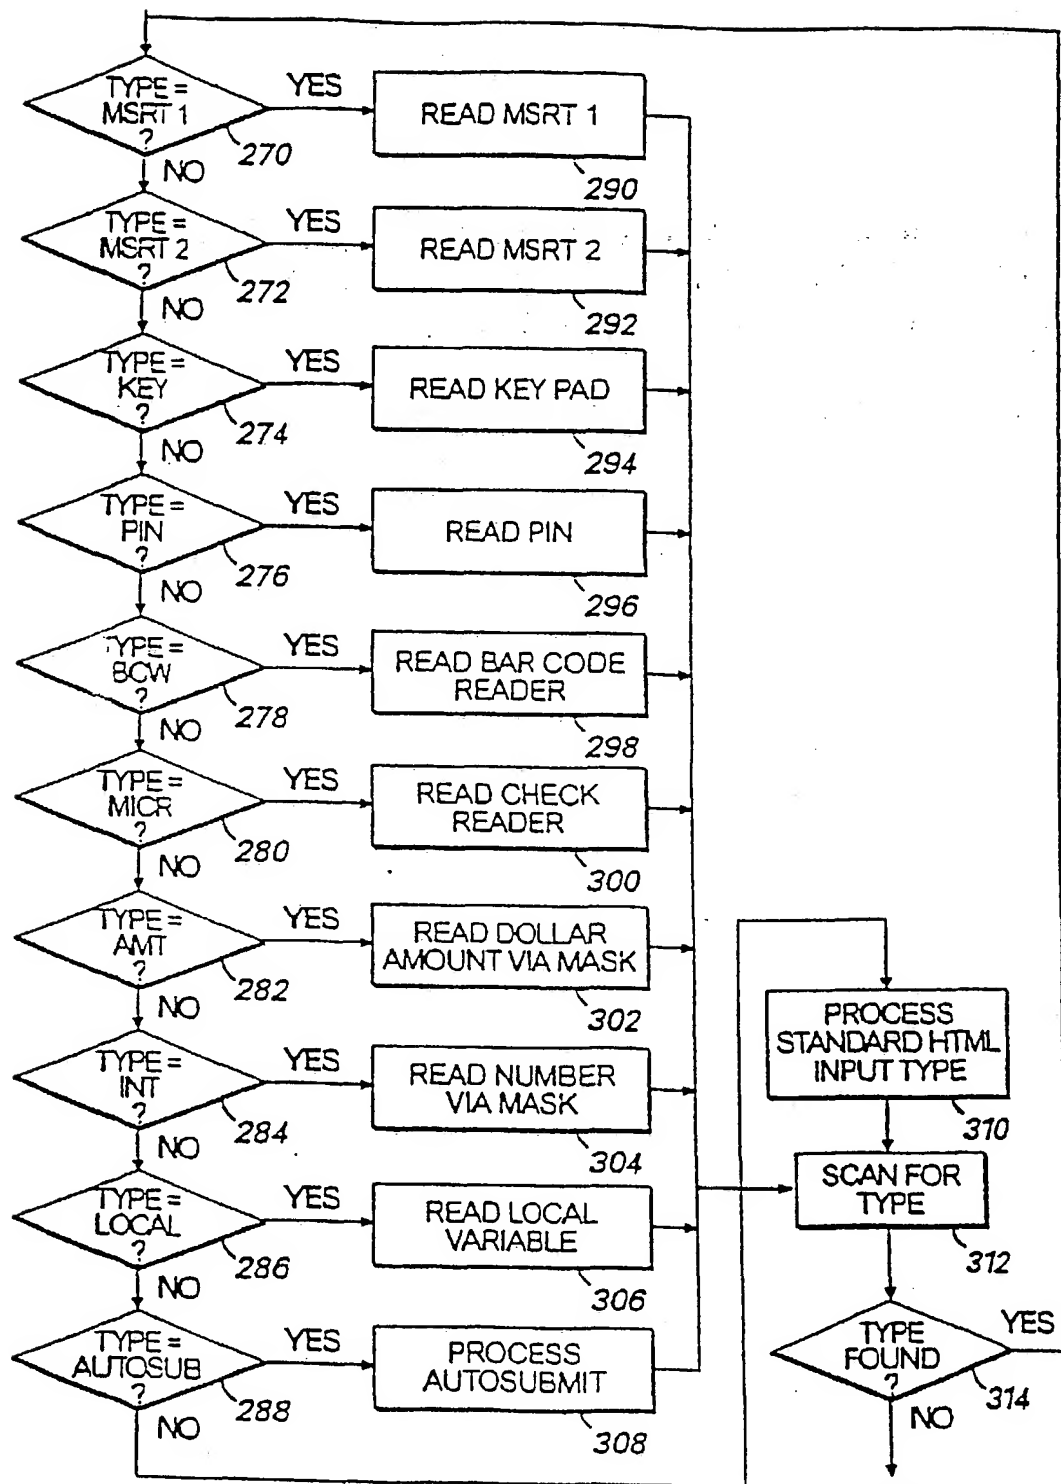 TYPE =
MSRT 1
?
YES
READ MSRT 1
270
NO
290
TYPE =
MSRT 2
?
YES
READ MSRT 2
272
NO
292
TYPE =
KEY
?
YES
READ KEY PAD
274
NO
294
TYPE =
PIN
?
YES
READ PIN
276
NO
296
TYPE =
BCW
?
YES
READ BAR CODE
READER
278
NO
298
TYPE =
MICR
?
YES
READ CHECK
READER
280
NO
300
TYPE =
AMT
?
YES
READ DOLLAR
AMOUNT VIA MASK
282
NO
302
TYPE =
INT
?
YES
READ NUMBER
VIA MASK
284
NO
304
TYPE =
LOCAL
?
YES
READ LOCAL
VARIABLE
286
NO
306
TYPE =
AUTOSUB
?
YES
PROCESS
AUTOSUBMIT
288
NO
308
PROCESS
STANDARD HTML
INPUT TYPE
310
SCAN FOR
TYPE
312
TYPE
FOUND
?
YES
314
NO